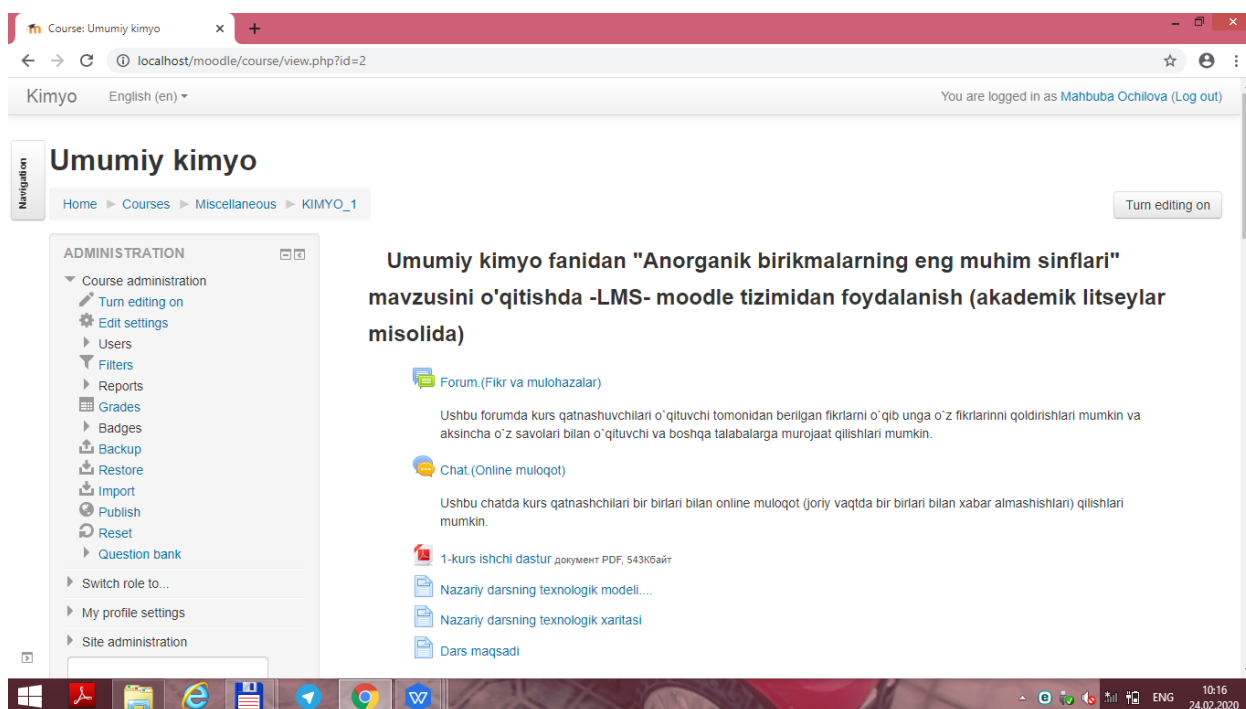 Course: Umumiy kimyo
localhost/moodle/course/view.php?id=2
Kimyo English (en)
You are logged in as Mahbuba Ochilova (Log out)
Navigation
Umumiy kimyo
Home Courses Miscellaneous KIMYO_1
Turn editing on
ADMINISTRATION
Course administration
Turn editing on
Edit settings
Users
Filters
Reports
Grades
Badges
Backup
Restore
Import
Publish
Reset
Question bank
Switch role to...
My profile settings
Site administration
Umumiy kimyo fanidan "Anorganik birikmalarning eng muhim sinflari"
mavzusini o'qitishda -LMS- moodle tizimidan foydalanish (akademik litseylar
misolida)
Forum.(Fikr va mulohazalar)
Ushbu forumda kurs qatnashuvchilari o`qituvchi tomonidan berilgan fikrlarni o`qib unga o`z fikrlarinni qoldirishlari mumkin va
aksincha o`z savolari bilan o`qituvchi va boshqa talabalarga murojaat qilishlari mumkin.
Chat.(Online muloqot)
Ushbu chatda kurs qatnashchilari bir birlari bilan online muloqot (joriy vaqtda bir birlari bilan xabar almashishlari) qilishlari
mumkin.
1-kurs ishchi dastur документ PDF, 543Кбайт
Nazariy darsning texnologik modeli....
Nazariy darsning texnologik xaritasi
Dars maqsadi
ENG
10:16
24.02.2020